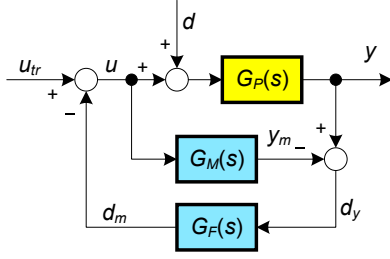 d
u_tr + − u + + G_P(s) y
G_M(s) y_m − +
d_m G_F(s) d_y